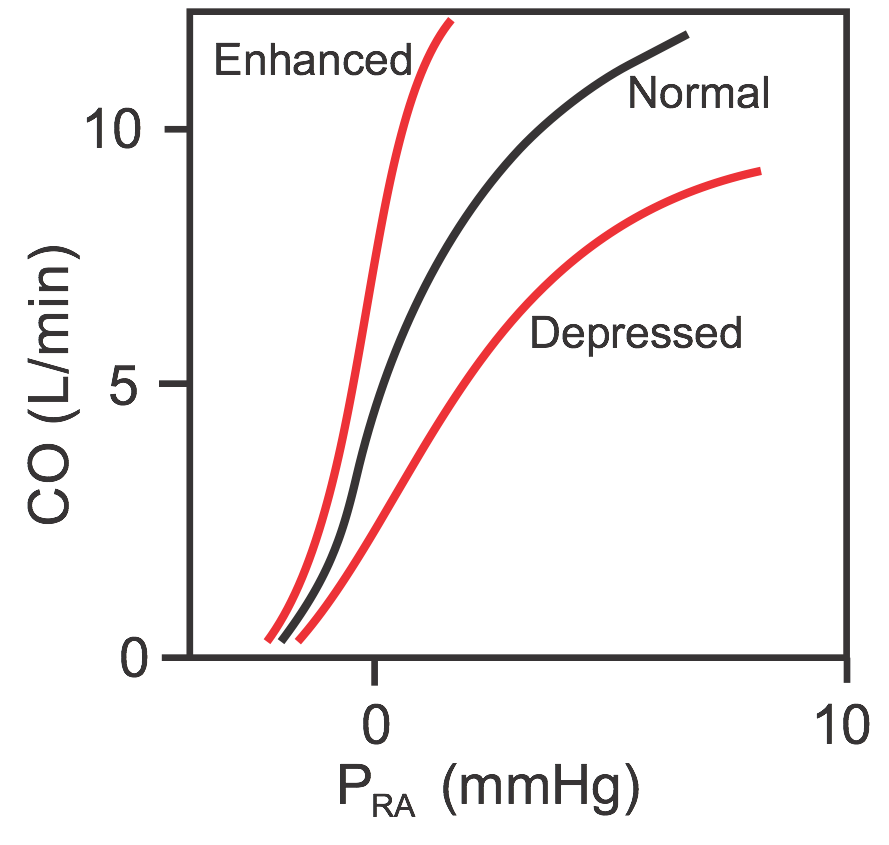 Enhanced
Normal
10
CO (L/min)
5
Depressed
0
0
10
PRA (mmHg)